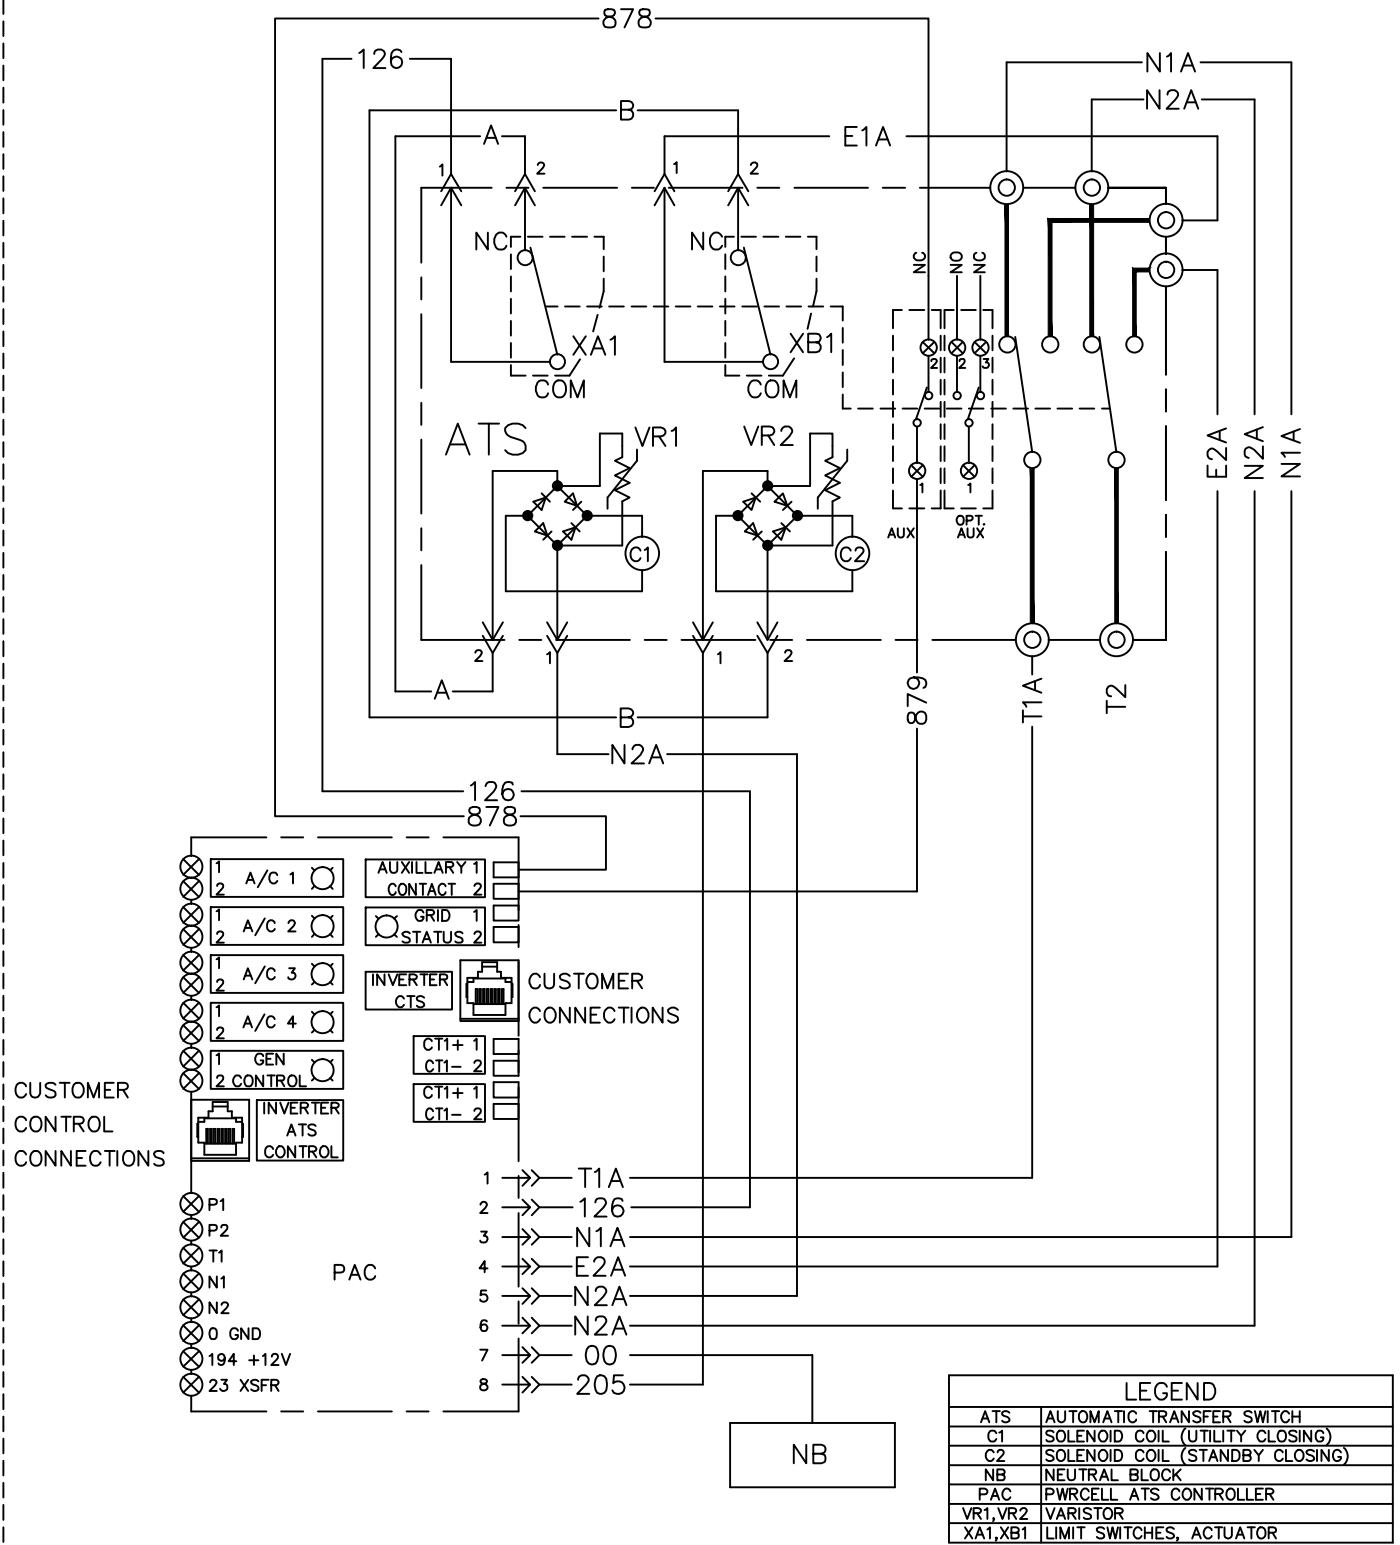 878
126
N1A
N2A
B
A
E1A
1
2
1
2
NC
NC
NC
NO
NC
XA1
XB1
2
2
3
COM
COM
ATS
VR1
VR2
E2A
N2A
N1A
1
1
AUX
OPT.
AUX
C1
C2
2
1
1
2
A
879
T1A
T2
B
N2A
126
878
1
2
A/C 1
AUXILLARY 1
CONTACT 2
1
2
A/C 2
GRID 1
STATUS 2
1
2
A/C 3
INVERTER
CTS
CUSTOMER
CONNECTIONS
1
2
A/C 4
CT1+ 1
CT1- 2
1 GEN
2 CONTROL
CT1+ 1
CT1- 2
CUSTOMER
CONTROL
CONNECTIONS
INVERTER
ATS
CONTROL
P1
P2
T1
N1
N2
0 GND
194 +12V
23 XSFR
PAC
1 T1A
2 126
3 N1A
4 E2A
5 N2A
6 N2A
7 00
8 205
NB
LEGEND
ATS AUTOMATIC TRANSFER SWITCH
C1 SOLENOID COIL (UTILITY CLOSING)
C2 SOLENOID COIL (STANDBY CLOSING)
NB NEUTRAL BLOCK
PAC PWRCELL ATS CONTROLLER
VR1,VR2 VARISTOR
XA1,XB1 LIMIT SWITCHES, ACTUATOR